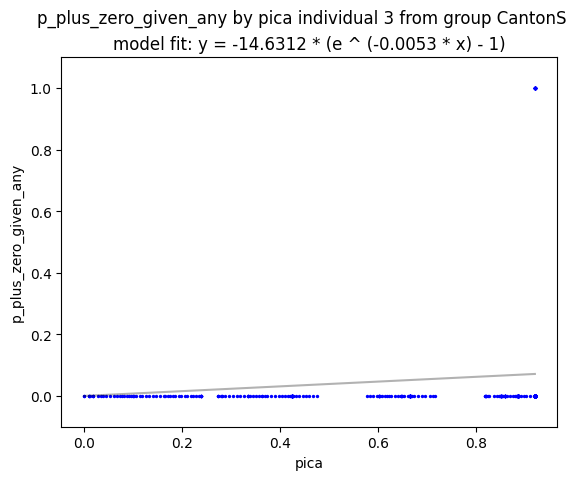 p_plus_zero_given_any by pica individual 3 from group CantonS
model fit: y = -14.6312 * (e ^ (-0.0053 * x) - 1)
1.0
0.8
0.6
0.4
0.2
0.0
p_plus_zero_given_any
0.0 0.2 0.4 0.6 0.8
pica